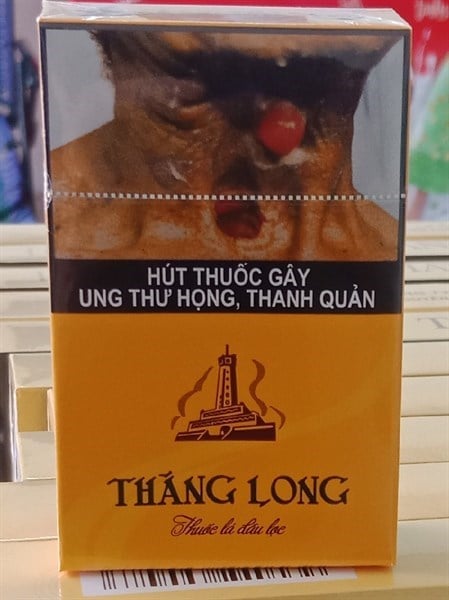 HÚT THUỐC GÂY
UNG THƯ HỌNG, THANH QUẢN
THĂNG LONG
Thuốc lá đầu lọc